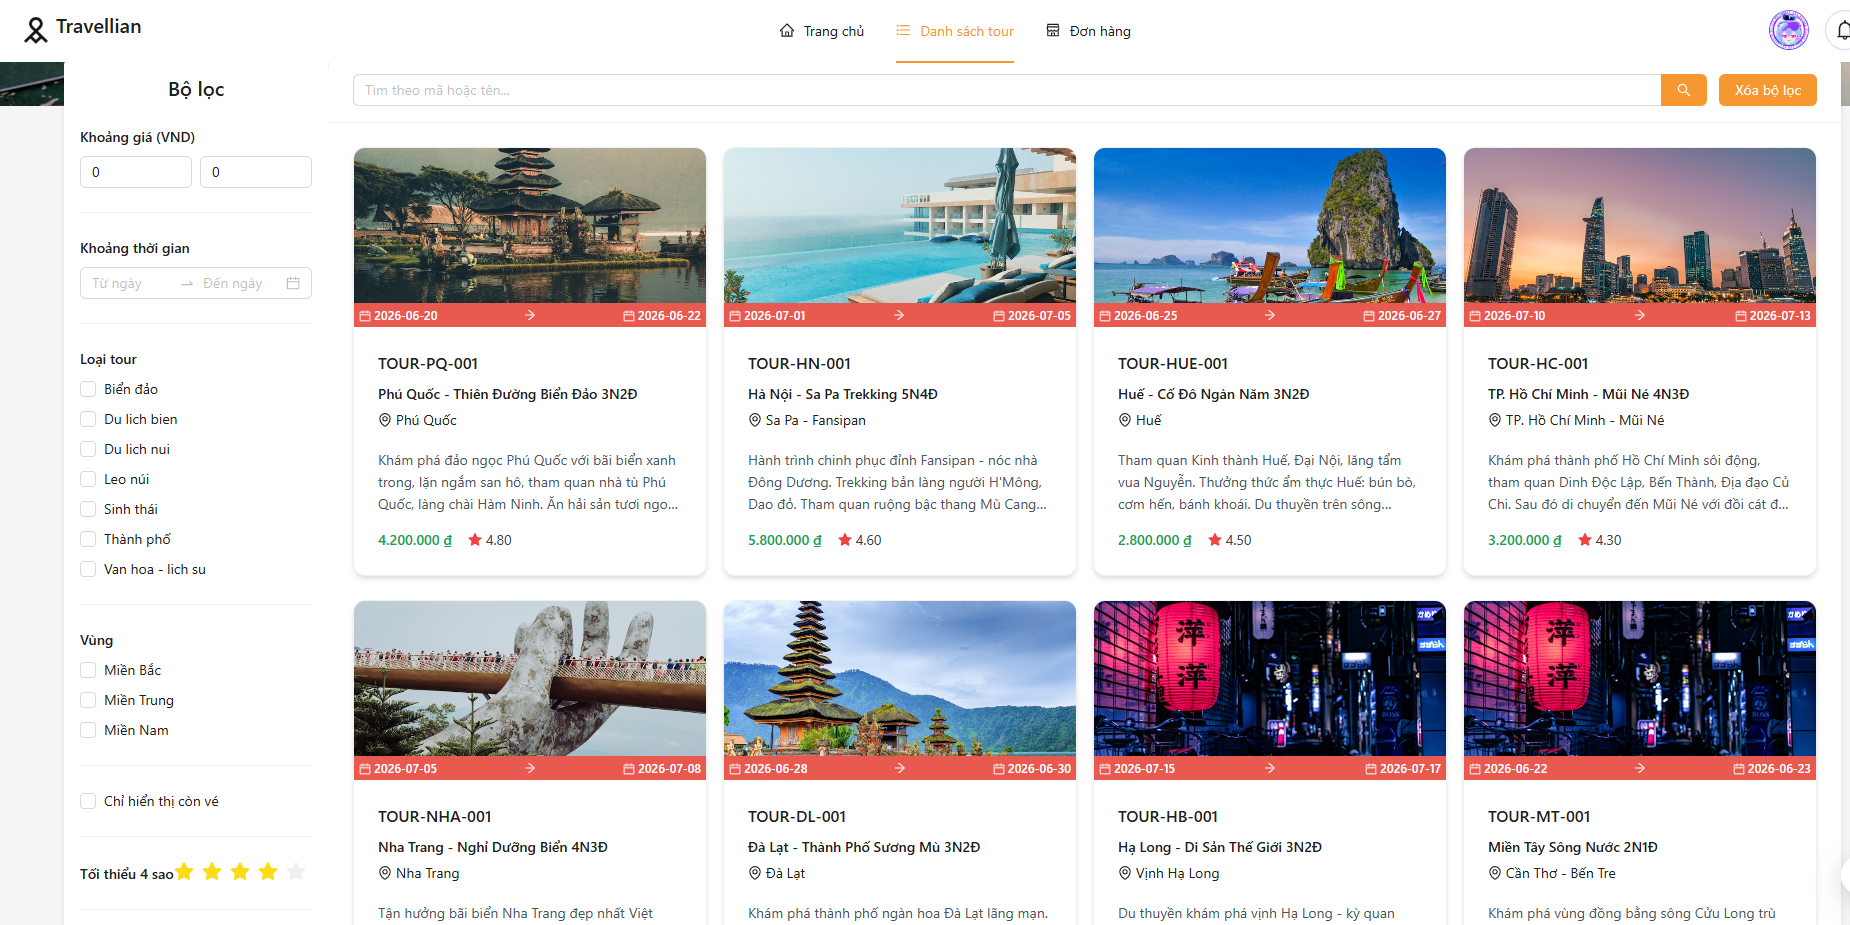 Travellian
Trang chủ
Danh sách tour
Đơn hàng
Bộ lọc
Khoảng giá (VND)
0
0
Khoảng thời gian
Từ ngày
Đến ngày
Loại tour
Biển đảo
Du lich bien
Du lich nui
Leo núi
Sinh thái
Thành phố
Van hoa - lich su
Vùng
Miền Bắc
Miền Trung
Miền Nam
Chỉ hiển thị còn vé
Tối thiểu 4 sao
Tìm theo mã hoặc tên...
Xóa bộ lọc
2026-06-20
2026-06-22
TOUR-PQ-001
Phú Quốc - Thiên Đường Biển Đảo 3N2Đ
Phú Quốc
Khám phá đảo ngọc Phú Quốc với bãi biển xanh
trong, lặn ngắm san hô, tham quan nhà tù Phú
Quốc, làng chài Hàm Ninh. Ăn hải sản tươi ngo...
4.200.000 ₫
4.80
2026-07-01
2026-07-05
TOUR-HN-001
Hà Nội - Sa Pa Trekking 5N4Đ
Sa Pa - Fansipan
Hành trình chinh phục đỉnh Fansipan - nóc nhà
Đông Dương. Trekking bản làng người H'Mông,
Dao đỏ. Tham quan ruộng bậc thang Mù Cang...
5.800.000 ₫
4.60
2026-06-25
2026-06-27
TOUR-HUE-001
Huế - Cố Đô Ngàn Năm 3N2Đ
Huế
Tham quan Kinh thành Huế, Đại Nội, lăng tẩm
vua Nguyễn. Thưởng thức ẩm thực Huế: bún bò,
cơm hến, bánh khoái. Du thuyền trên sông...
2.800.000 ₫
4.50
2026-07-10
2026-07-13
TOUR-HC-001
TP. Hồ Chí Minh - Mũi Né 4N3Đ
TP. Hồ Chí Minh - Mũi Né
Khám phá thành phố Hồ Chí Minh sôi động,
tham quan Dinh Độc Lập, Bến Thành, Địa đạo Củ
Chi. Sau đó di chuyển đến Mũi Né với đồi cát đ...
3.200.000 ₫
4.30
2026-07-05
2026-07-08
TOUR-NHA-001
Nha Trang - Nghỉ Dưỡng Biển 4N3Đ
Nha Trang
Tận hưởng bãi biển Nha Trang đẹp nhất Việt
2026-06-28
2026-06-30
TOUR-DL-001
Đà Lạt - Thành Phố Sương Mù 3N2Đ
Đà Lạt
Khám phá thành phố ngàn hoa Đà Lạt lãng mạn.
萍
萍
BOSS
2026-07-15
2026-07-17
TOUR-HB-001
Hạ Long - Di Sản Thế Giới 3N2Đ
Vịnh Hạ Long
Du thuyền khám phá vịnh Hạ Long - kỳ quan
萍
萍
BOSS
2026-06-22
2026-06-23
TOUR-MT-001
Miền Tây Sông Nước 2N1Đ
Cần Thơ - Bến Tre
Khám phá vùng đồng bằng sông Cửu Long trù